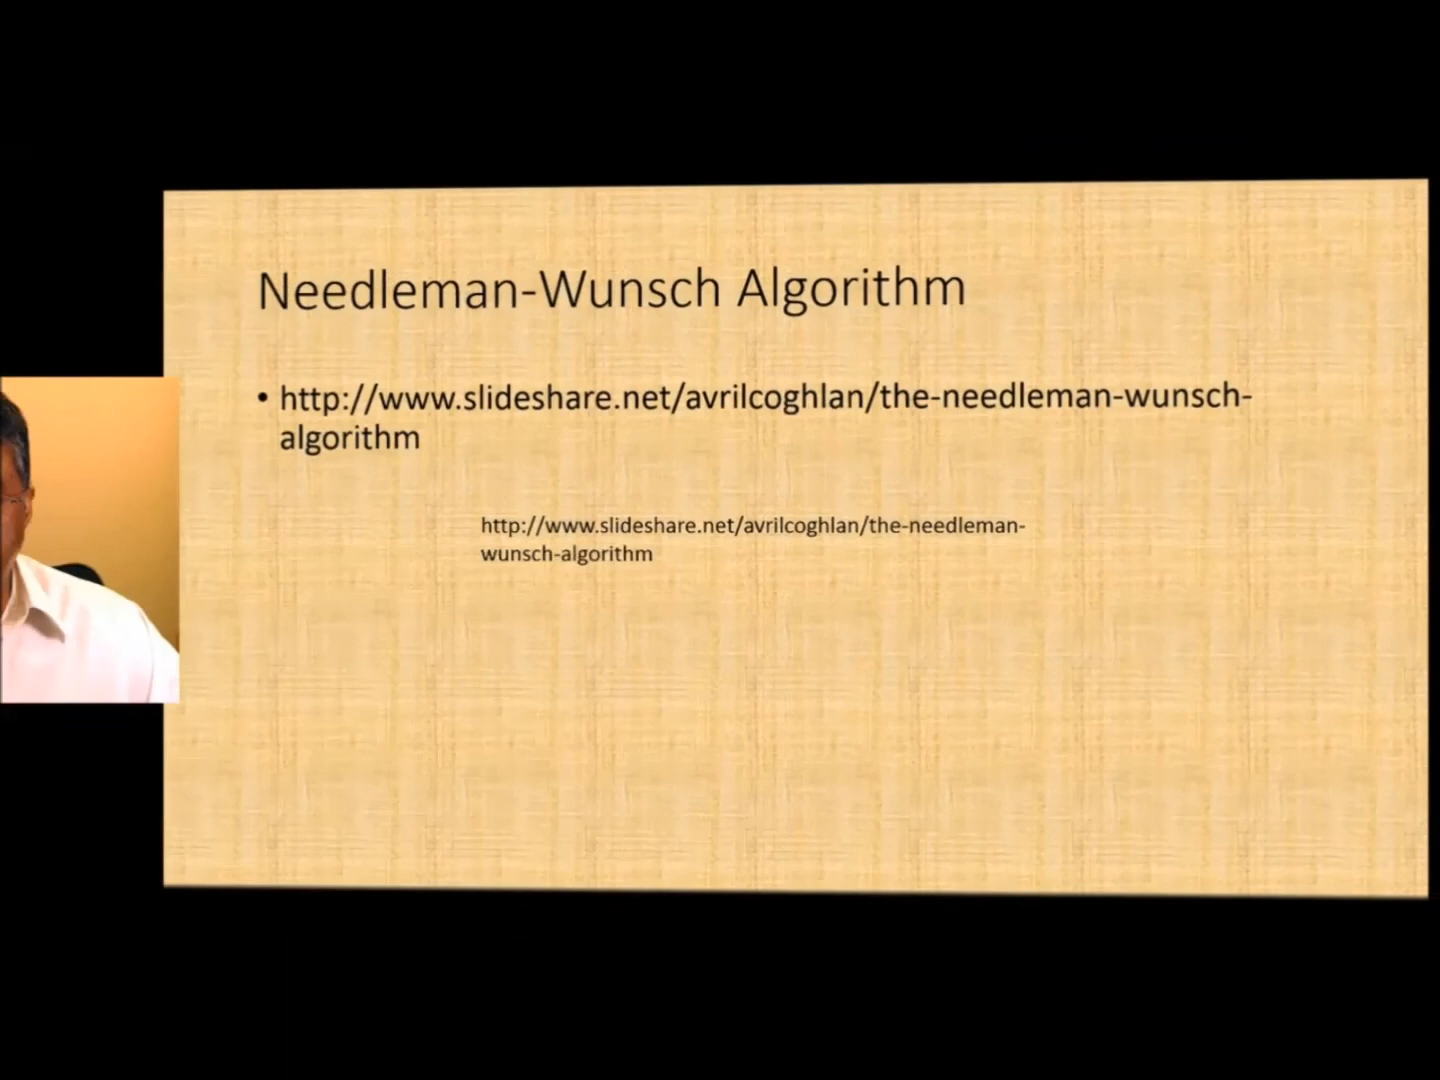 Needleman-Wunsch Algorithm
• http://www.slideshare.net/avrilcoghlan/the-needleman-wunsch-
algorithm
http://www.slideshare.net/avrilcoghlan/the-needleman-
wunsch-algorithm